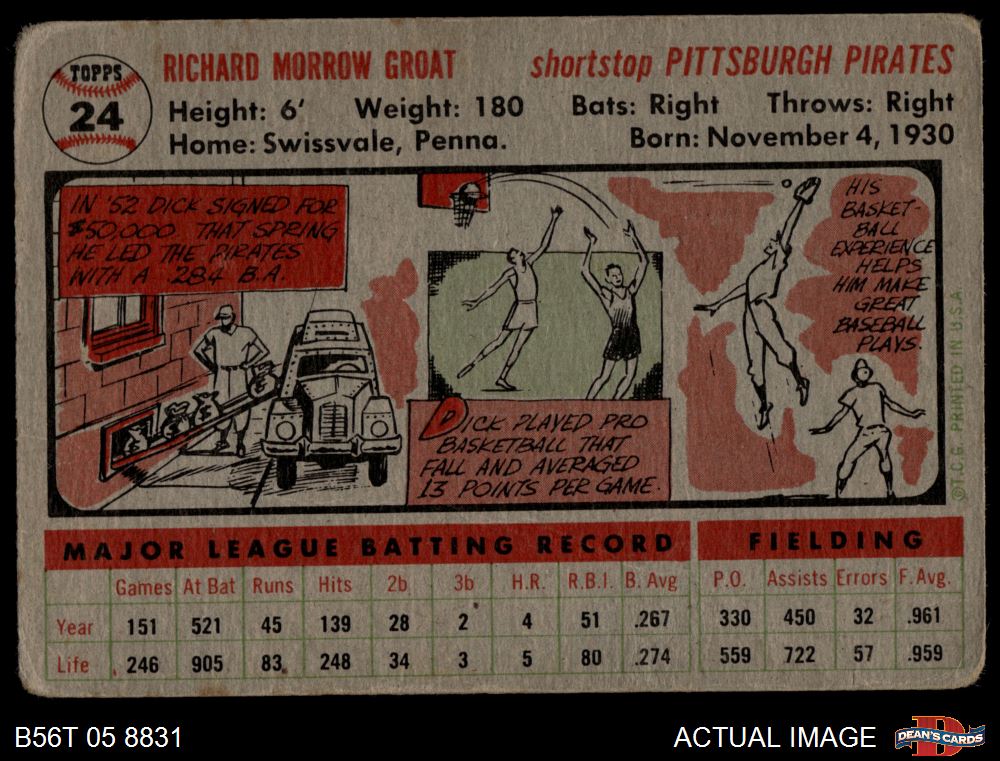 TOPPS
24
RICHARD MORROW GROAT
shortstop PITTSBURGH PIRATES
Height: 6' Weight: 180 Bats: Right Throws: Right
Home: Swissvale, Penna. Born: November 4, 1930
IN '52 DICK SIGNED FOR
$50,000. THAT SPRING
HE LED THE PIRATES
WITH A 284 B.A.
DICK PLAYED PRO
BASKETBALL THAT
FALL AND AVERAGED
13 POINTS PER GAME.
HIS
BASKET-
BALL
EXPERIENCE
HELPS
HIM MAKE
GREAT
BASEBALL
PLAYS.
©T.C.G. PRINTED IN U.S.A.
MAJOR LEAGUE BATTING RECORD FIELDING
Games At Bat Runs Hits 2b 3b H.R. R.B.I. B. Avg P.O. Assists Errors F. Avg.
Year 151 521 45 139 28 2 4 51 .267 330 450 32 .961
Life 246 905 83 248 34 3 5 80 .274 559 722 57 .959
B56T 05 8831
ACTUAL IMAGE
DEAN'S CARDS